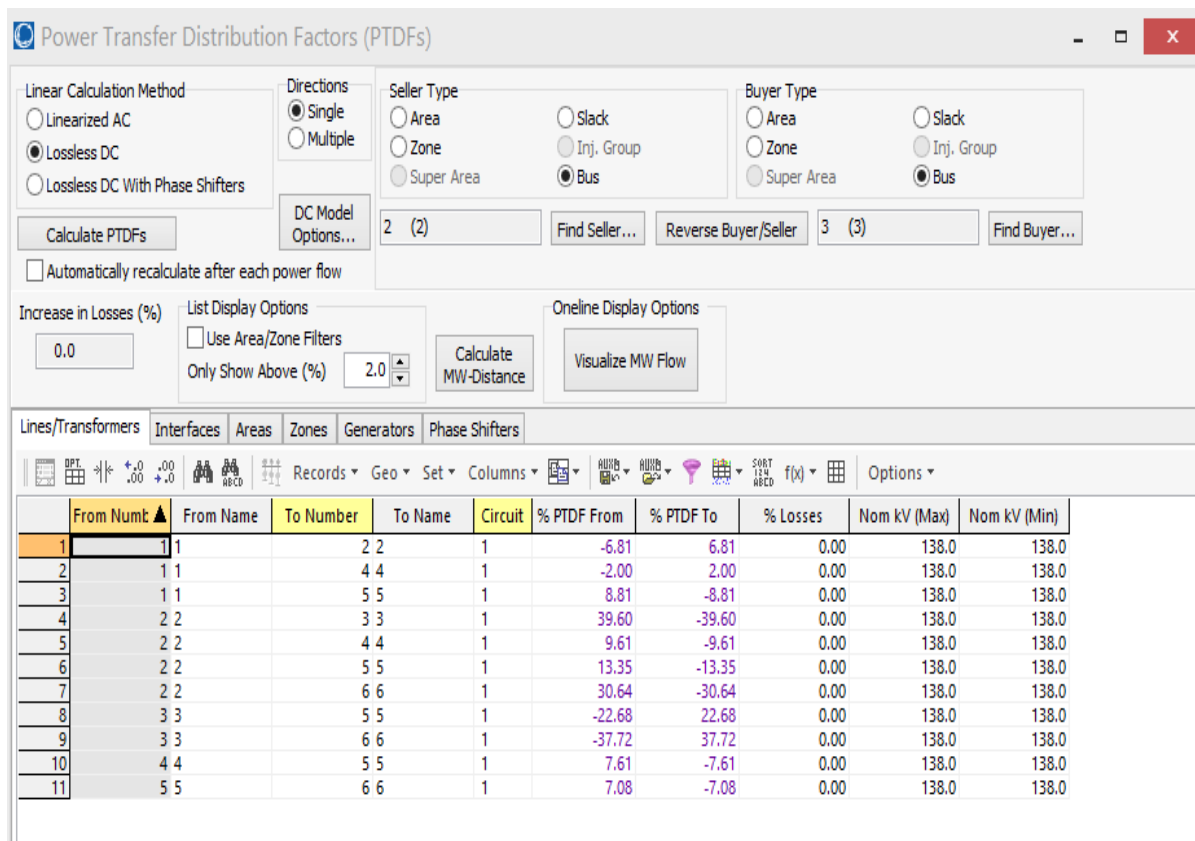 Power Transfer Distribution Factors (PTDFs)
Linear Calculation Method
Linearized AC
Lossless DC
Lossless DC With Phase Shifters
Directions
Single
Multiple
Seller Type
Area
Zone
Super Area
Slack
Inj. Group
Bus
Buyer Type
Area
Zone
Super Area
Slack
Inj. Group
Bus
Calculate PTDFs
DC Model
Options...
2 (2)
Find Seller...
Reverse Buyer/Seller
3 (3)
Find Buyer...
Automatically recalculate after each power flow
Increase in Losses (%)
0.0
List Display Options
Use Area/Zone Filters
Only Show Above (%) 2.0
Calculate
MW-Distance
Oneline Display Options
Visualize MW Flow
Lines/Transformers Interfaces Areas Zones Generators Phase Shifters
Records Geo Set Columns f(x) Options
From Numb From Name To Number To Name Circuit % PTDF From % PTDF To % Losses Nom kV (Max) Nom kV (Min)
1 1 1 2 2 1 -6.81 6.81 0.00 138.0 138.0
2 1 1 4 4 1 -2.00 2.00 0.00 138.0 138.0
3 1 1 5 5 1 8.81 -8.81 0.00 138.0 138.0
4 2 2 3 3 1 39.60 -39.60 0.00 138.0 138.0
5 2 2 4 4 1 9.61 -9.61 0.00 138.0 138.0
6 2 2 5 5 1 13.35 -13.35 0.00 138.0 138.0
7 2 2 6 6 1 30.64 -30.64 0.00 138.0 138.0
8 3 3 5 5 1 -22.68 22.68 0.00 138.0 138.0
9 3 3 6 6 1 -37.72 37.72 0.00 138.0 138.0
10 4 4 5 5 1 7.61 -7.61 0.00 138.0 138.0
11 5 5 6 6 1 7.08 -7.08 0.00 138.0 138.0